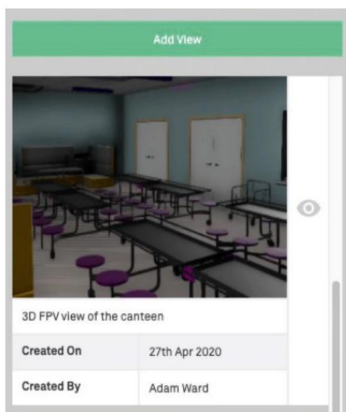 Add View
3D FPV view of the canteen
Created On 27th Apr 2020
Created By Adam Ward